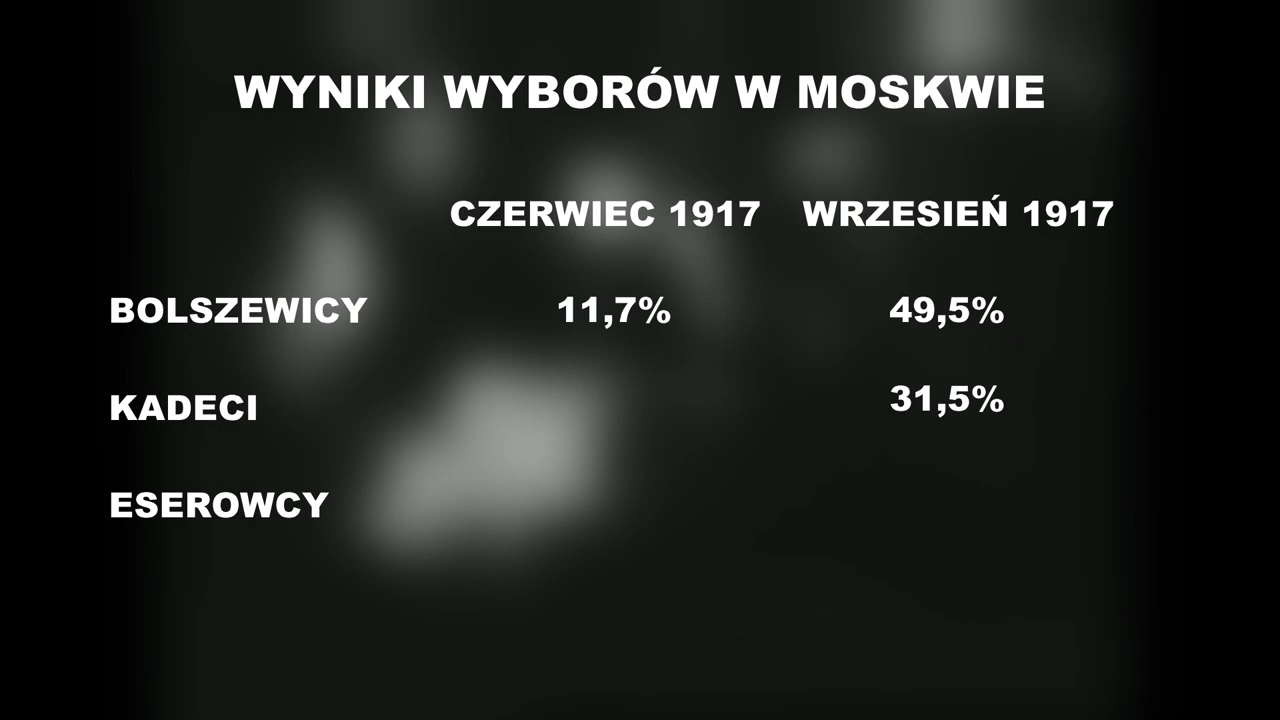 WYNIKI WYBORÓW W MOSKWIE
CZERWIEC 1917 WRZESIEŃ 1917
BOLSZEWICY 11,7% 49,5%
KADECI 31,5%
ESEROWCY